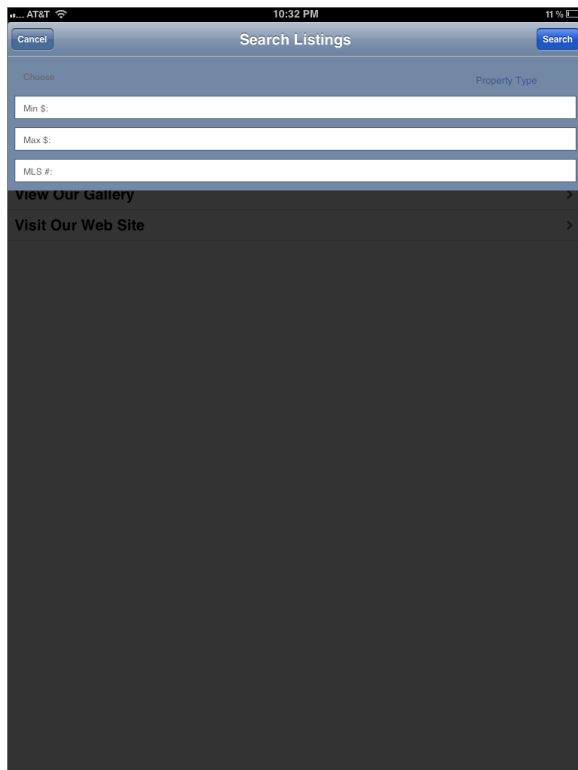 ... AT&T 10:32 PM 11 %
Cancel Search Listings Search
Choose Property Type
Min $:
Max $:
MLS #:
View Our Gallery
Visit Our Web Site